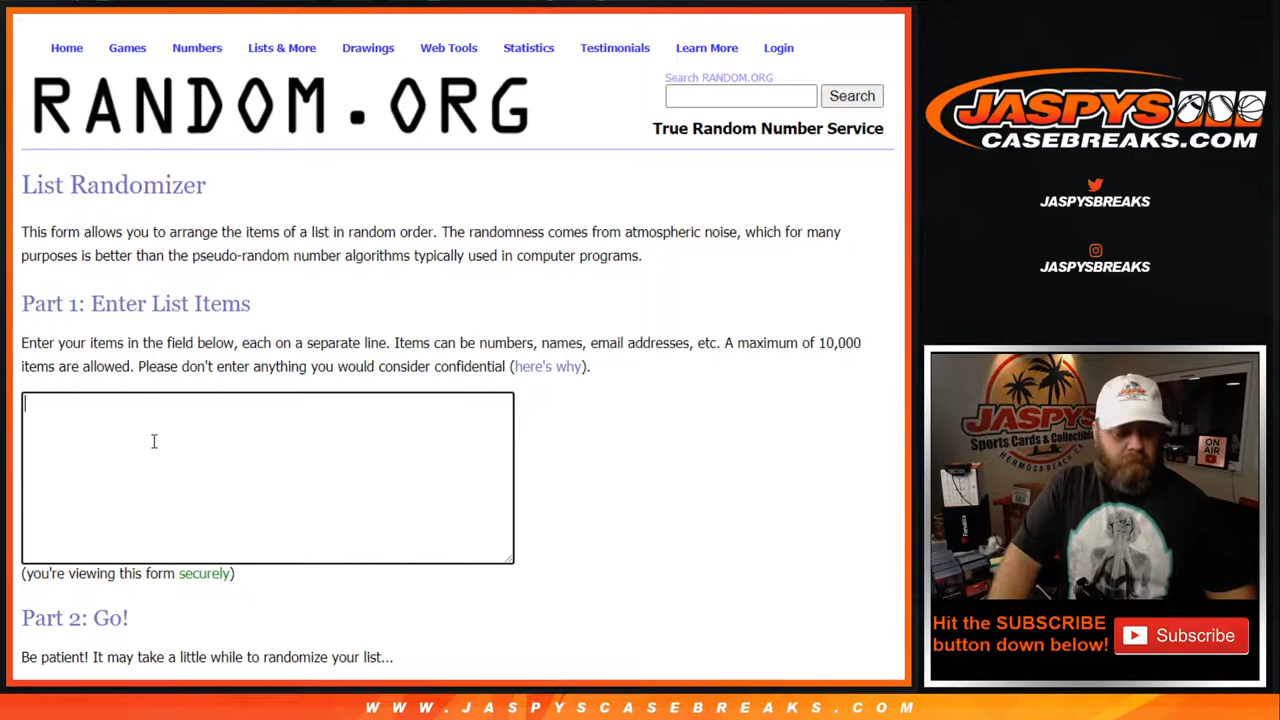 Home Games Numbers Lists & More Drawings Web Tools Statistics Testimonials Learn More Login
RANDOM.ORG
Search RANDOM.ORG
Search
True Random Number Service
List Randomizer
This form allows you to arrange the items of a list in random order. The randomness comes from atmospheric noise, which for many
purposes is better than the pseudo-random number algorithms typically used in computer programs.
Part 1: Enter List Items
Enter your items in the field below, each on a separate line. Items can be numbers, names, email addresses, etc. A maximum of 10,000
items are allowed. Please don't enter anything you would consider confidential (here's why).
(you're viewing this form securely)
Part 2: Go!
Be patient! It may take a little while to randomize your list...
JASPYS
CASEBREAKS.COM
JASPYSBREAKS
JASPYSBREAKS
JASPYS
Sports Cards & Collectibles
HERMOSA BEACH, CA
ON
AIR
Fanatics
Hit the SUBSCRIBE
button down below!
Subscribe
WWW.JASPYSCASEBREAKS.COM